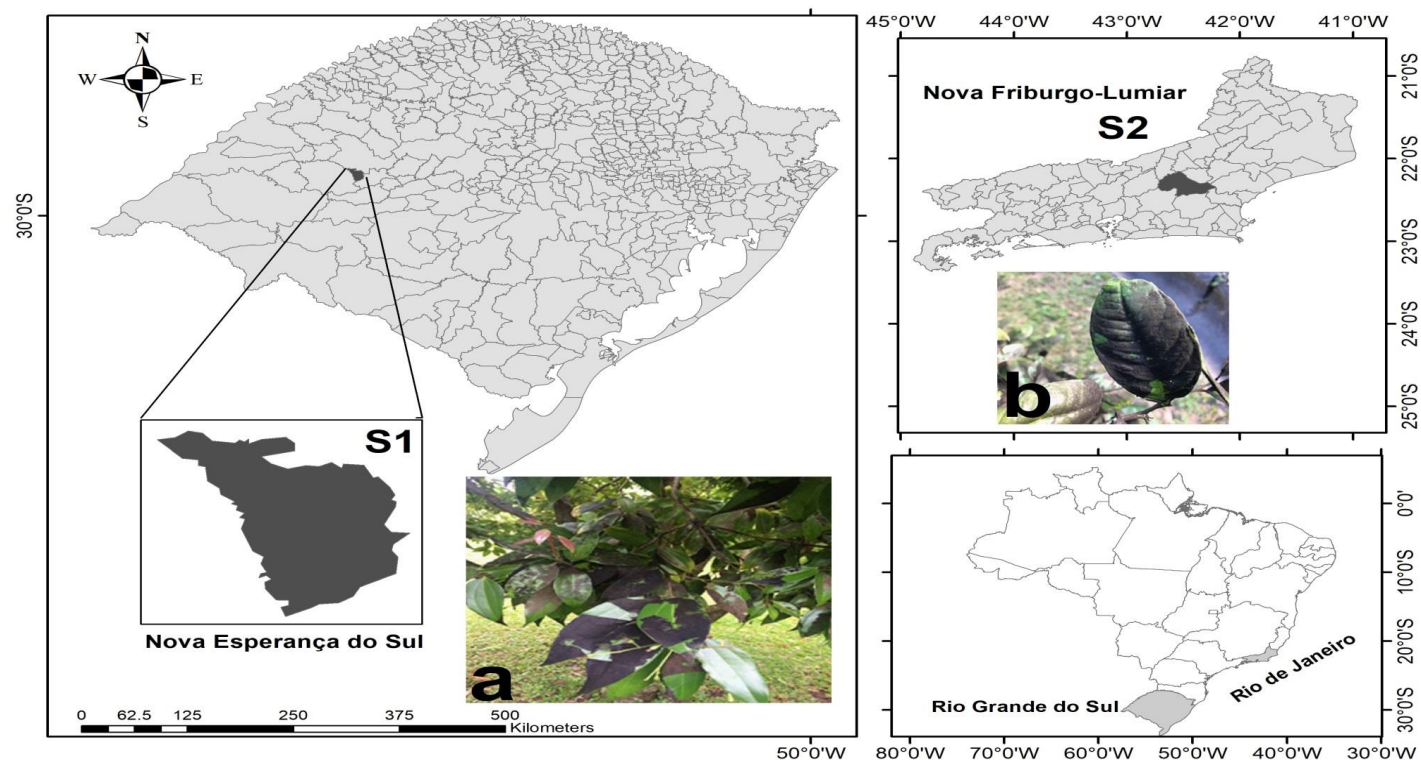 N
W
E
S
30°0'S
S1
Nova Esperança do Sul
a
0 62.5 125 250 375 500
Kilometers
50°0'W
45°0'W 44°0'W 43°0'W 42°0'W 41°0'W
Nova Friburgo-Lumiar
S2
21°0'S
22°0'S
23°0'S
24°0'S
25°0'S
b
0°0'
10°0'S
20°0'S
30°0'S
Rio de Janeiro
Rio Grande do Sul
80°0'W 70°0'W 60°0'W 50°0'W 40°0'W 30°0'W